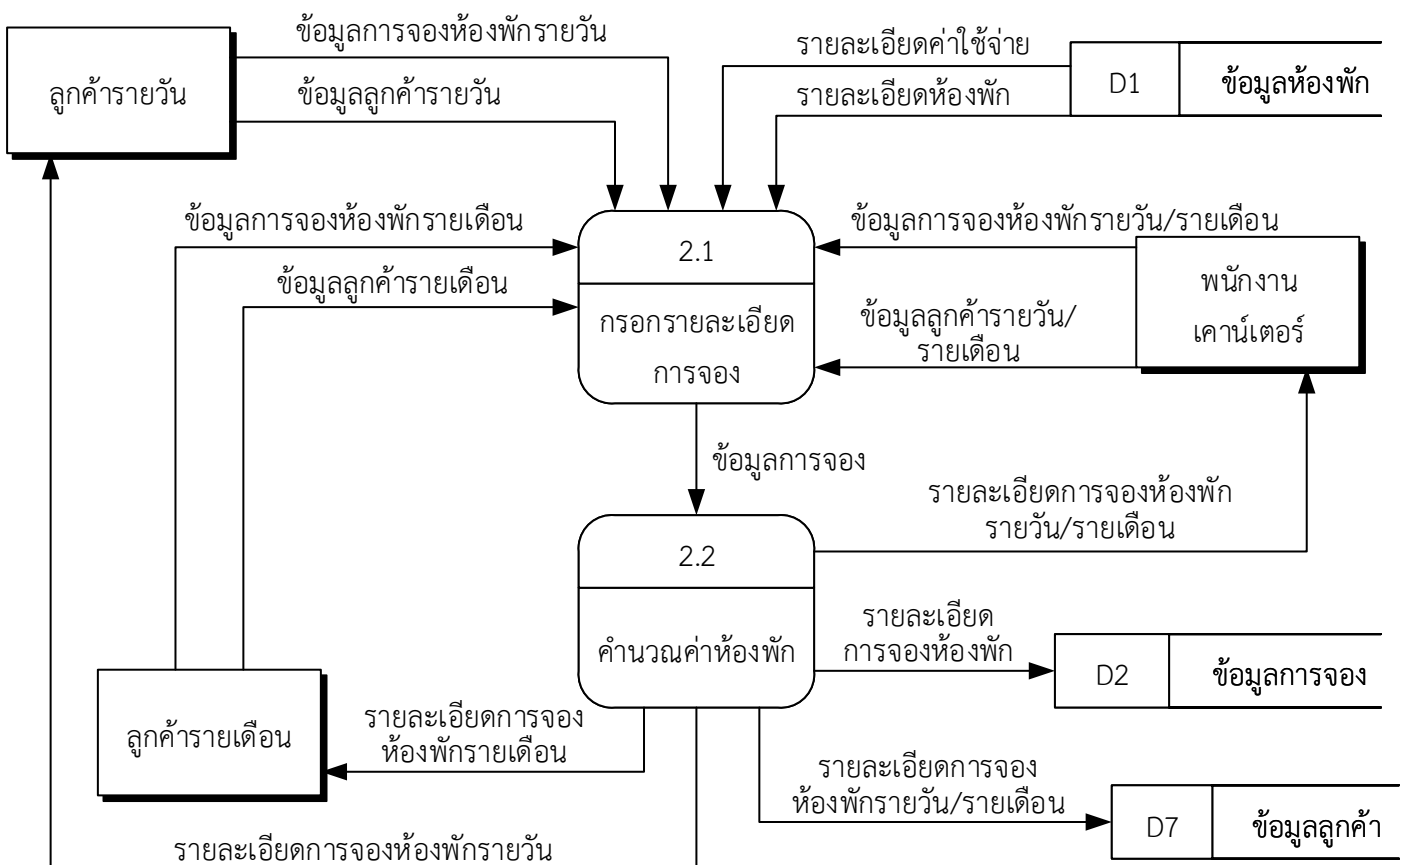 ข้อมูลการจองห้องพักรายวัน
ลูกค้ารายวัน
ข้อมูลลูกค้ารายวัน
รายละเอียดค่าใช้จ่าย
รายละเอียดห้องพัก
D1
ข้อมูลห้องพัก
ข้อมูลการจองห้องพักรายเดือน
ข้อมูลลูกค้ารายเดือน
2.1
กรอกรายละเอียด
การจอง
ข้อมูลการจองห้องพักรายวัน/รายเดือน
ข้อมูลลูกค้ารายวัน/
รายเดือน
พนักงาน
เคาน์เตอร์
ข้อมูลการจอง
รายละเอียดการจองห้องพัก
รายวัน/รายเดือน
2.2
คำนวณค่าห้องพัก
รายละเอียด
การจองห้องพัก
D2
ข้อมูลการจอง
ลูกค้ารายเดือน
รายละเอียดการจอง
ห้องพักรายเดือน
รายละเอียดการจอง
ห้องพักรายวัน/รายเดือน
D7
ข้อมูลลูกค้า
รายละเอียดการจองห้องพักรายวัน